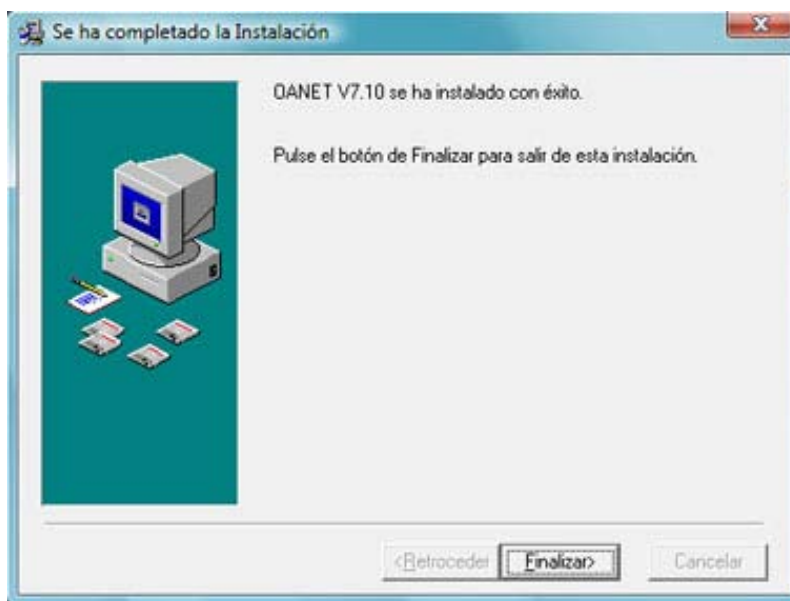 Se ha completado la Instalación
OANET V7.10 se ha instalado con éxito.
Pulse el botón de Finalizar para salir de esta instalación.
<Retroceder
Finalizar>
Cancelar